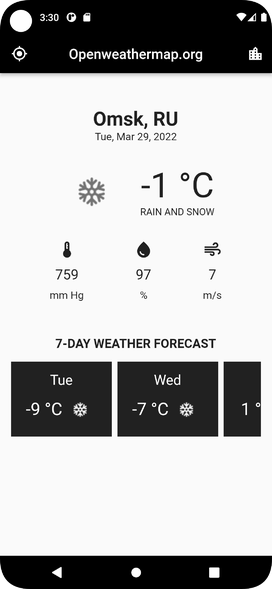 3:30
Openweathermap.org
Omsk, RU
Tue, Mar 29, 2022
-1 °C
RAIN AND SNOW
759 97 7
mm Hg % m/s
7-DAY WEATHER FORECAST
Tue Wed
-9 °C -7 °C 1 °